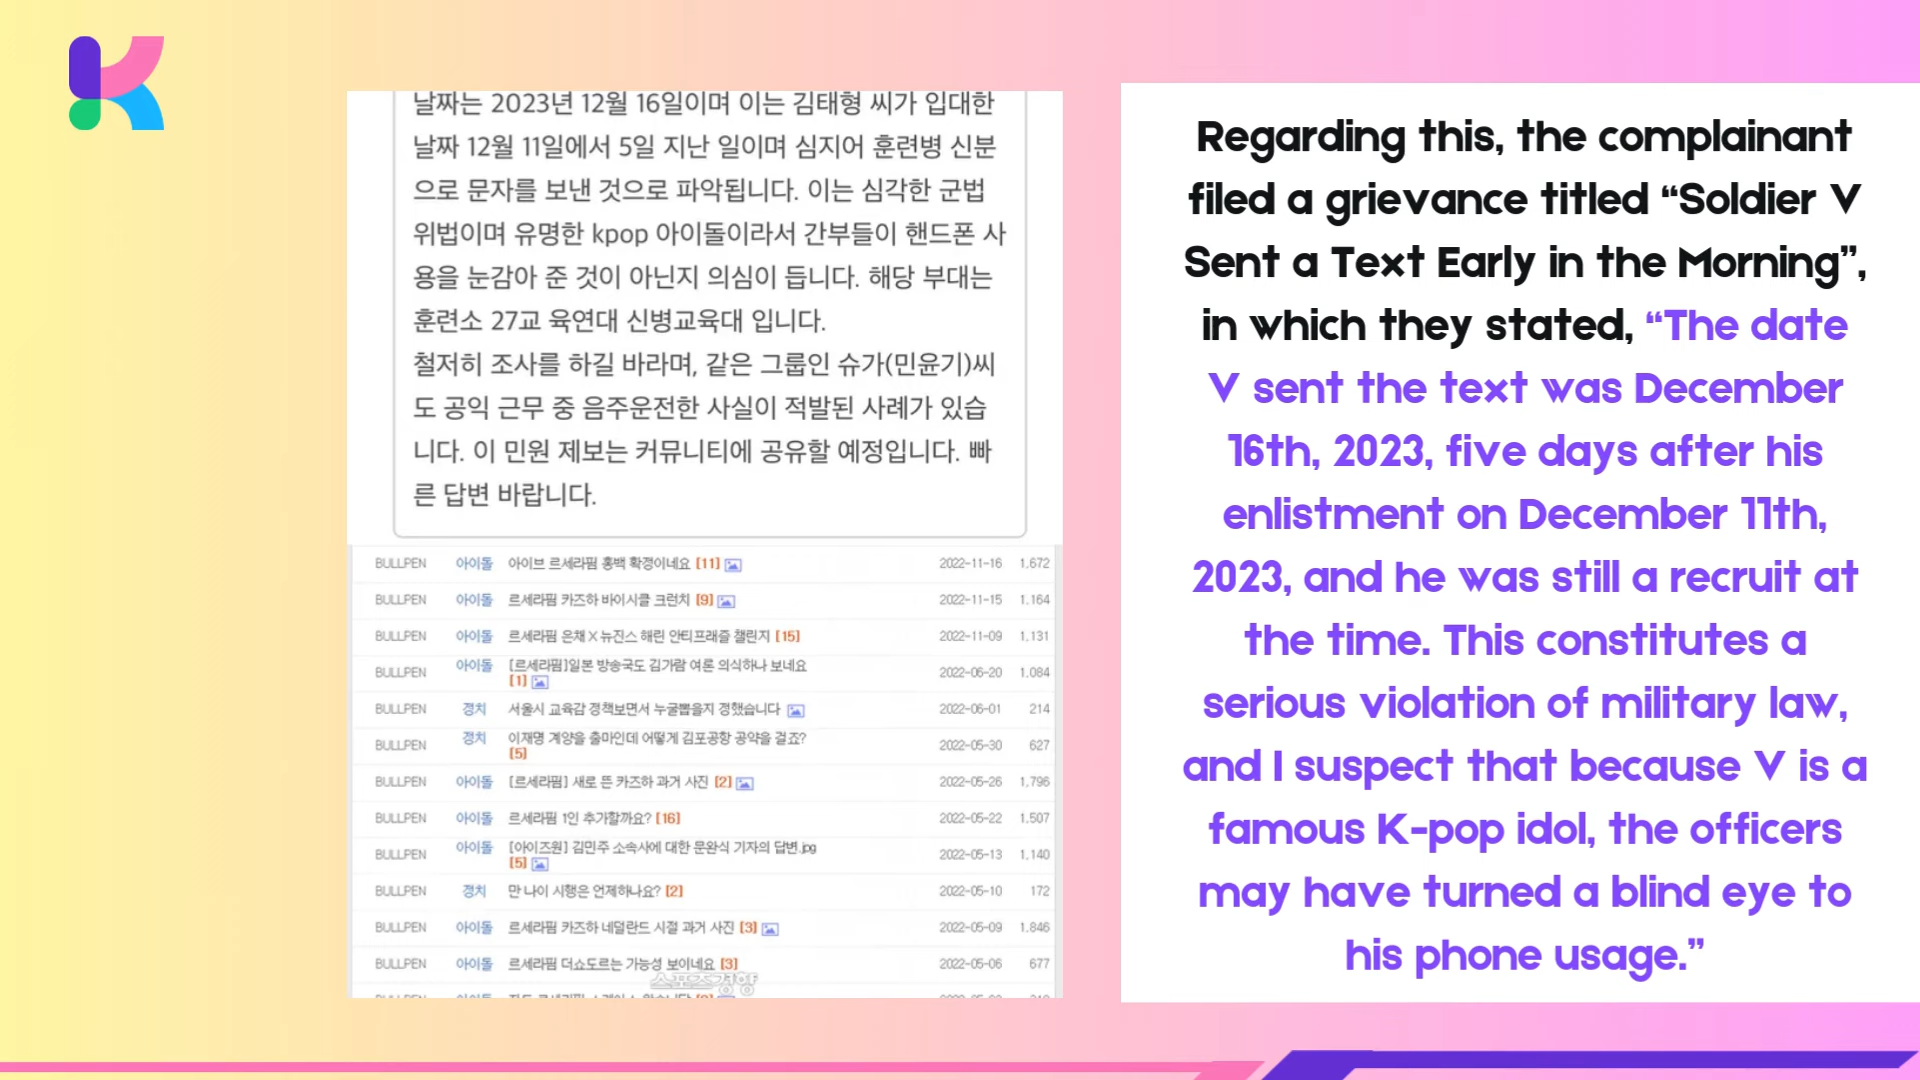 날짜는 2023년 12월 16일이며 이는 김태형 씨가 입대한
날짜 12월 11일에서 5일 지난 일이며 심지어 훈련병 신분
으로 문자를 보낸 것으로 파악됩니다. 이는 심각한 군법
위법이며 유명한 kpop 아이돌이라서 간부들이 핸드폰 사
용을 눈감아 준 것이 아닌지 의심이 듭니다. 해당 부대는
훈련소 27교 육연대 신병교육대 입니다.
철저히 조사를 하길 바라며, 같은 그룹인 슈가(민윤기)씨
도 공익 근무 중 음주운전한 사실이 적발된 사례가 있습
니다. 이 민원 제보는 커뮤니티에 공유할 예정입니다. 빠
른 답변 바랍니다.
BULLPEN 아이돌 아이브 르세라핌 홍백 확정이네요 [11] 2022-11-16 1,672
BULLPEN 아이돌 르세라핌 카즈하 바이시클 크런치 [9] 2022-11-15 1,164
BULLPEN 아이돌 르세라핌 은채 X 뉴진스 해린 안티프래즐 챌린지 [15] 2022-11-09 1,131
BULLPEN 아이돌 [르세라핌]일본 방송국도 김가람 여론 의식하나 보네요
[1] 2022-06-20 1,084
BULLPEN 정치 서울시 교육감 정책보면서 누굴뽑을지 정했습니다 2022-06-01 214
BULLPEN 정치 이재명 계양을 출마인데 어떻게 김포공항 공약을 걸죠?
[5] 2022-05-30 627
BULLPEN 아이돌 [르세라핌] 새로 뜬 카즈하 과거 사진 [2] 2022-05-26 1,796
BULLPEN 아이돌 르세라핌 1인 추가할까요? [16] 2022-05-22 1,507
BULLPEN 아이돌 [아이즈원] 김민주 소속사에 대한 문완식 기자의 답변.jpg
[5] 2022-05-13 1,140
BULLPEN 정치 만 나이 시행은 언제하나요? [2] 2022-05-10 172
BULLPEN 아이돌 르세라핌 카즈하 네덜란드 시절 과거 사진 [3] 2022-05-09 1,846
BULLPEN 아이돌 르세라핌 더쇼도르는 가능성 보이네요 [3] 2022-05-06 677
스포츠경향
Regarding this, the complainant
filed a grievance titled “Soldier V
Sent a Text Early in the Morning”,
in which they stated, “The date
V sent the text was December
16th, 2023, five days after his
enlistment on December 11th,
2023, and he was still a recruit at
the time. This constitutes a
serious violation of military law,
and I suspect that because V is a
famous K-pop idol, the officers
may have turned a blind eye to
his phone usage.”